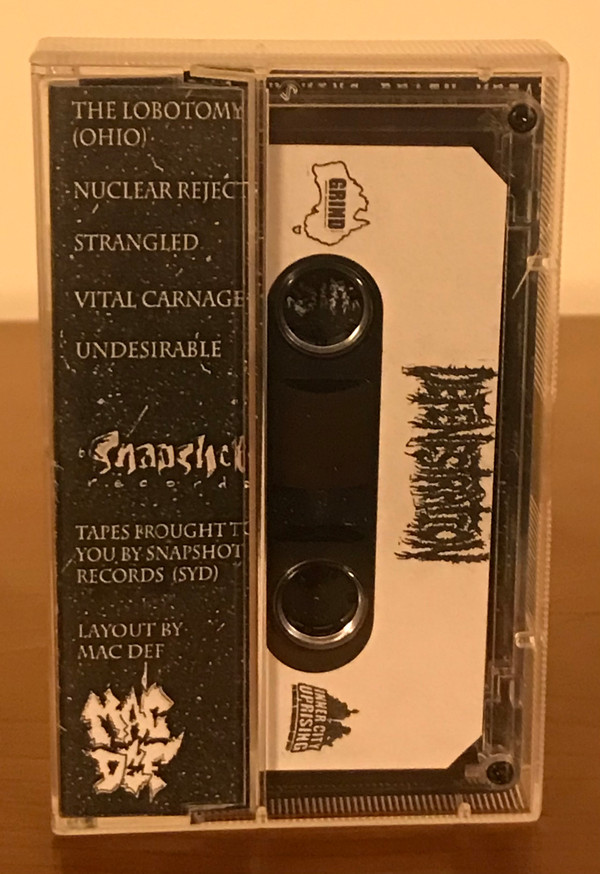 THE LOBOTOMY
(OHIO)
NUCLEAR REJECT
STRANGLED
VITAL CARNAGE
UNDESIRABLE
Snapshot
records
TAPES BROUGHT TO
YOU BY SNAPSHOT
RECORDS (SYD)
LAYOUT BY
MAC DEF
MAC
DEF
GRIND
INNER CITY
UPRISING